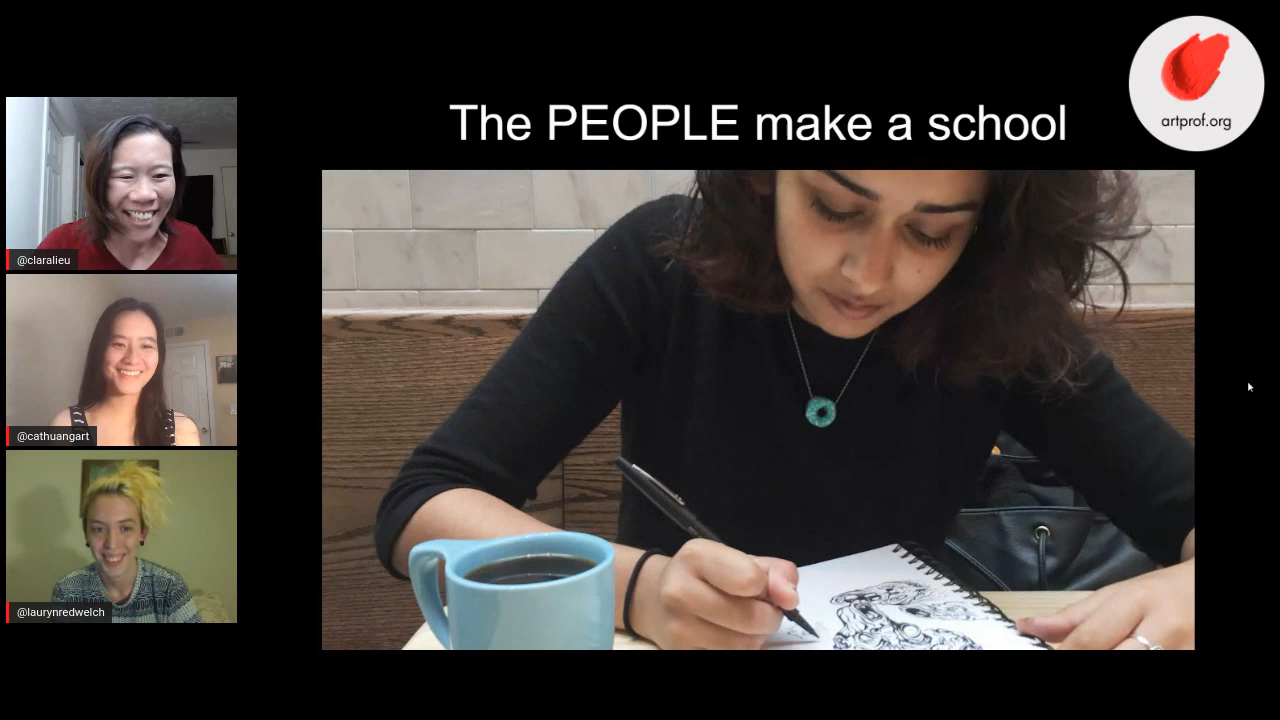 The PEOPLE make a school
artprof.org
@claralieu
@cathuangart
@laurynredwelch